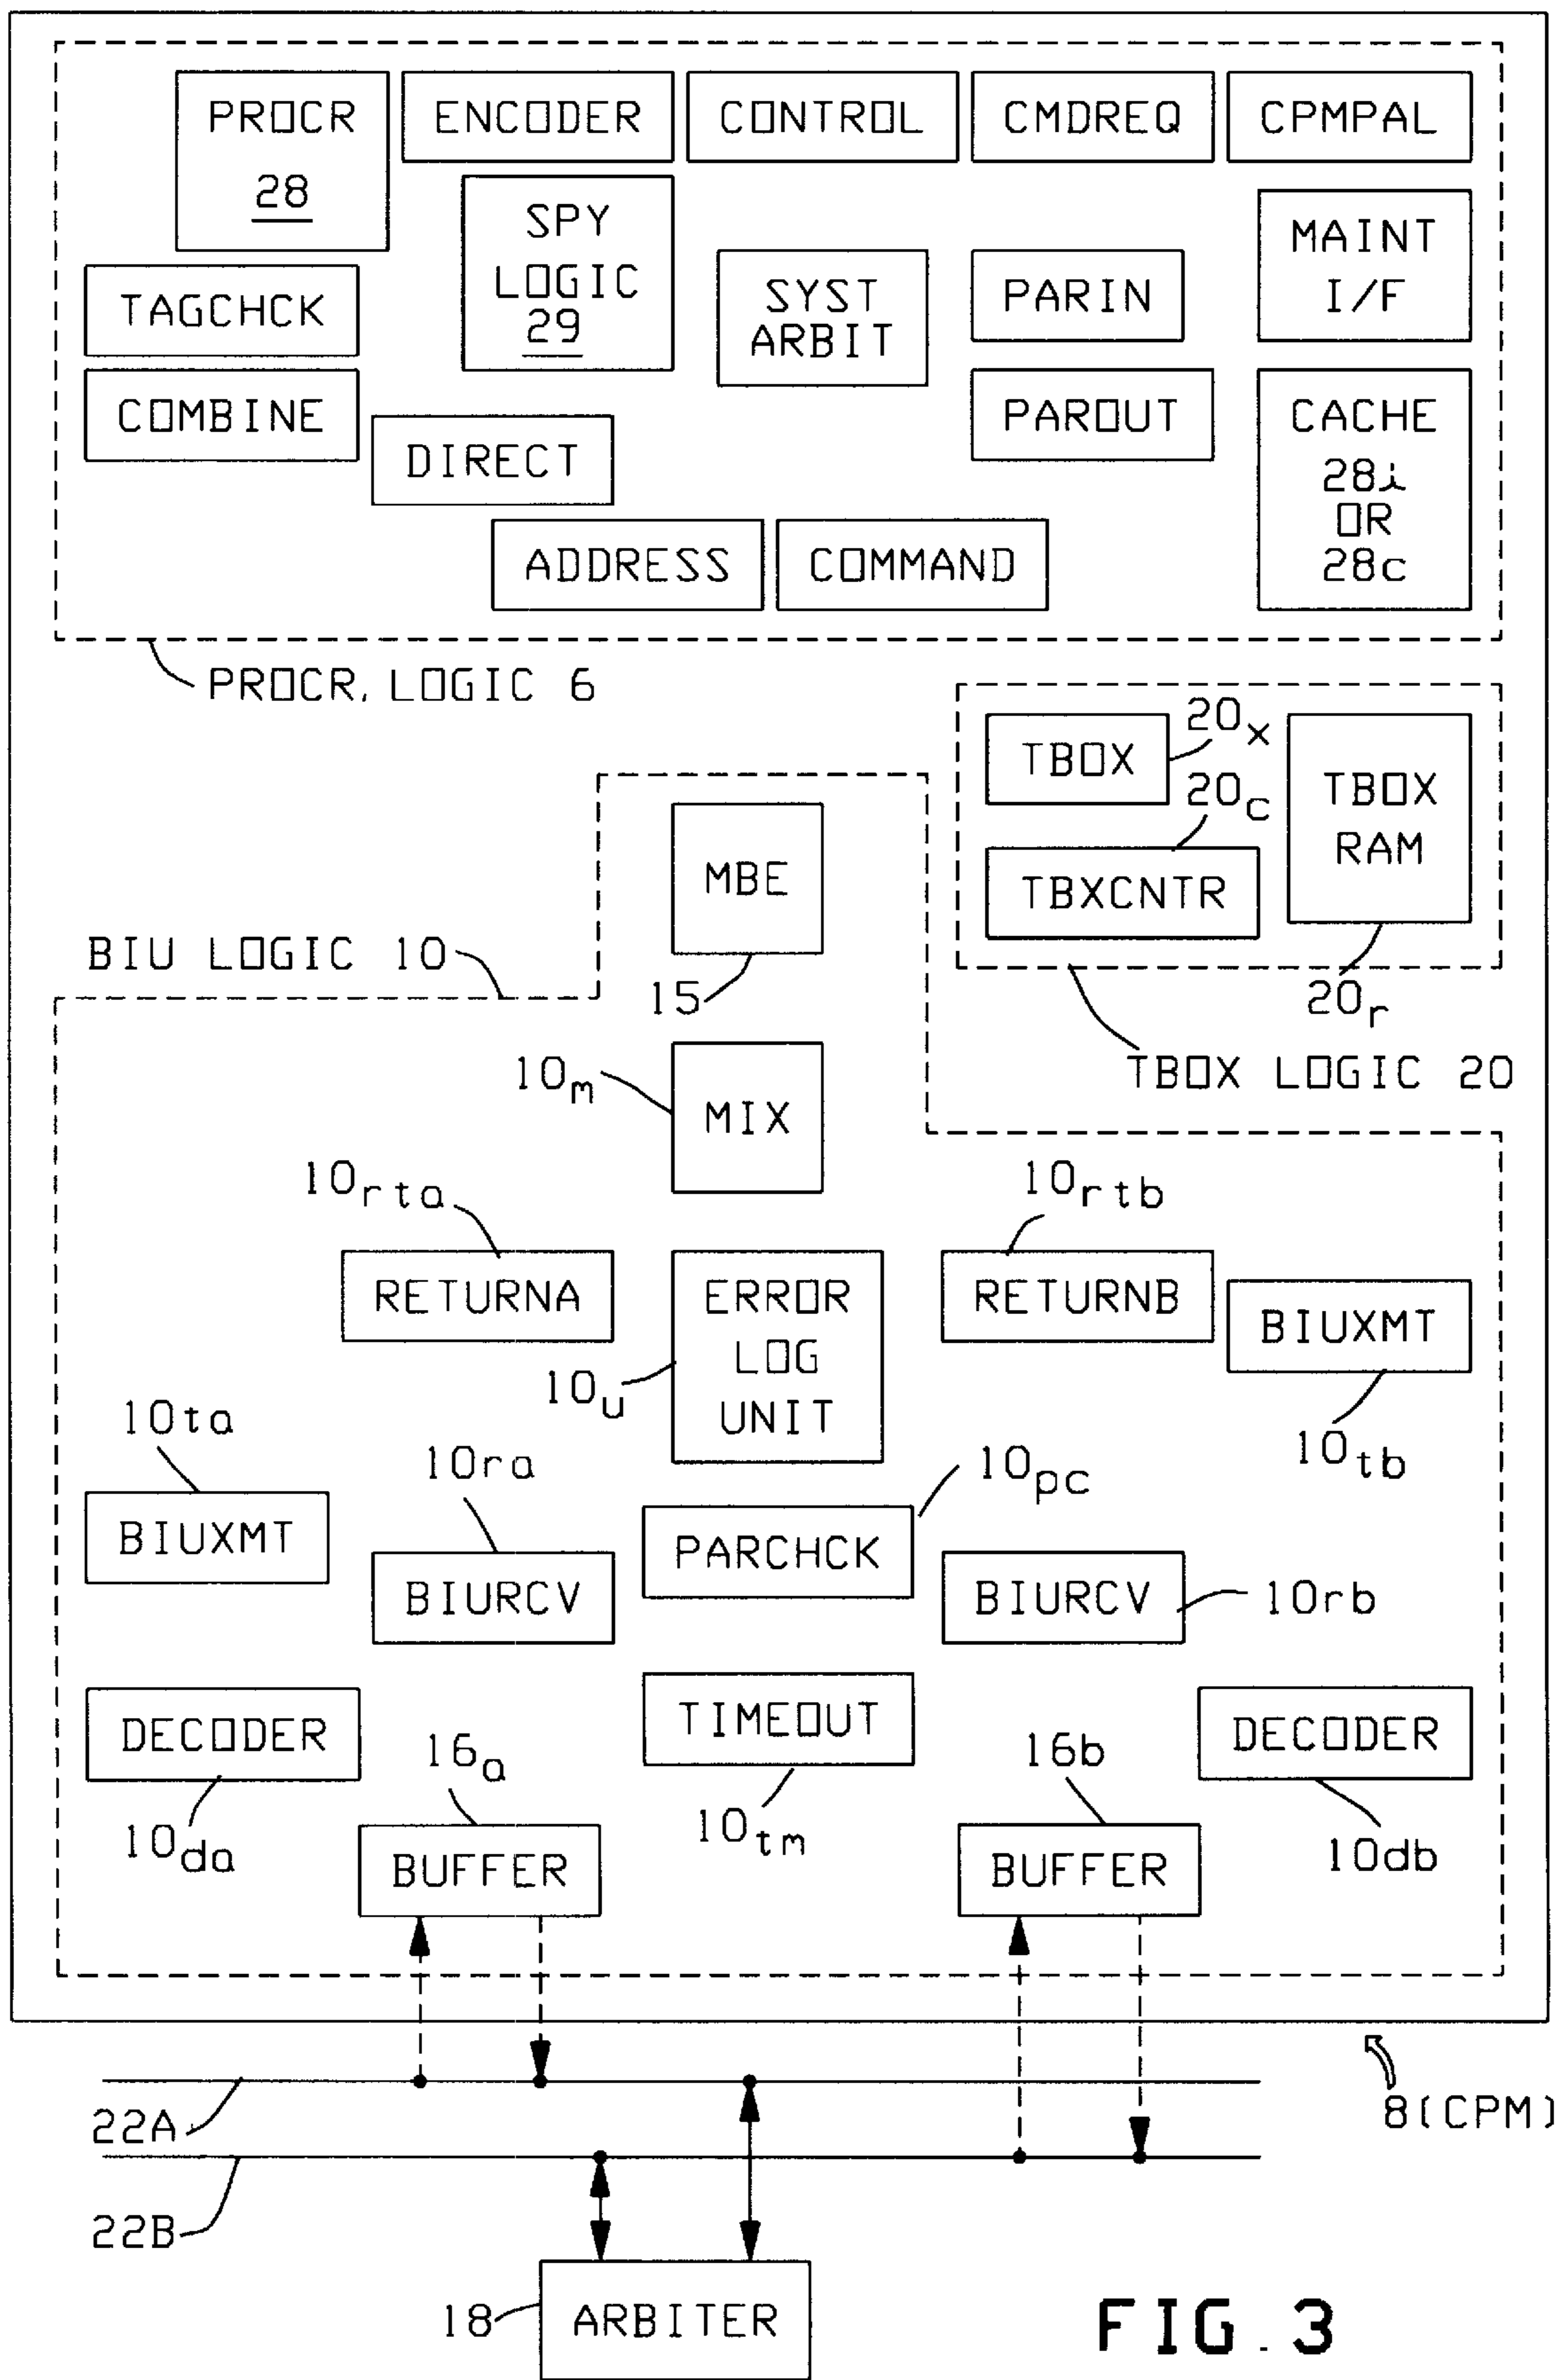 PROCR
28
ENCODER
CONTROL
CMDREQ
CPMPAL
SPY
LOGIC
29
MAINT
I/F
TAGCHCK
SYST
ARBIT
PARIN
COMBINE
DIRECT
PAROUT
CACHE
28i
OR
28c
ADDRESS
COMMAND
PROCR. LOGIC 6
TBOX
20x
TBOX
RAM
20c
TBXCNTR
20r
TBOX LOGIC 20
MBE
15
BIU LOGIC 10
10m
MIX
10rta
RETURNA
ERROR
LOG
UNIT
10u
10rtb
RETURNB
BIUXMT
10tb
10ta
BIUXMT
10ra
BIURCV
10pc
PARCHCK
BIURCV
10rb
DECODER
10da
16a
BUFFER
TIMEOUT
10tm
16b
BUFFER
DECODER
10db
22A
8(CPM)
22B
18
ARBITER
FIG. 3